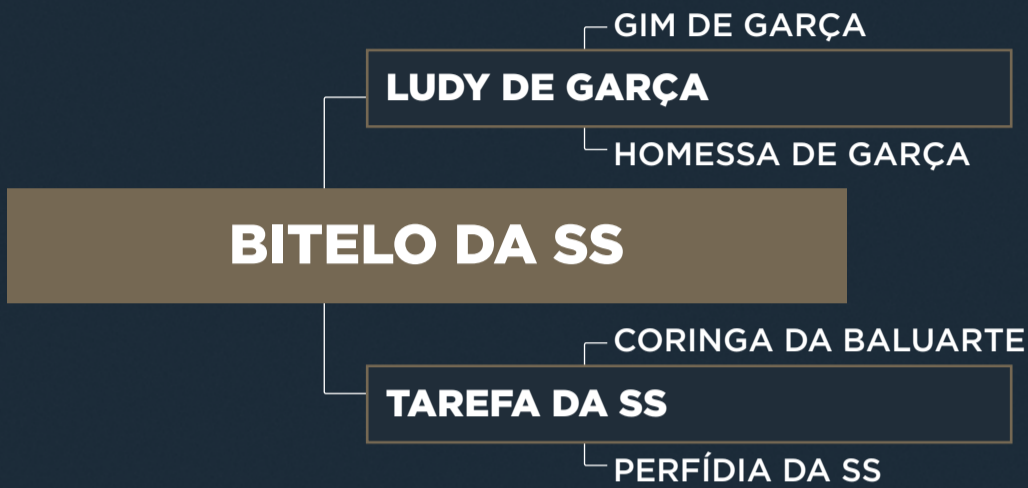 GIM DE GARÇA
LUDY DE GARÇA
HOMESSA DE GARÇA
BITELO DA SS
CORINGA DA BALUARTE
TAREFA DA SS
PERFÍDIA DA SS